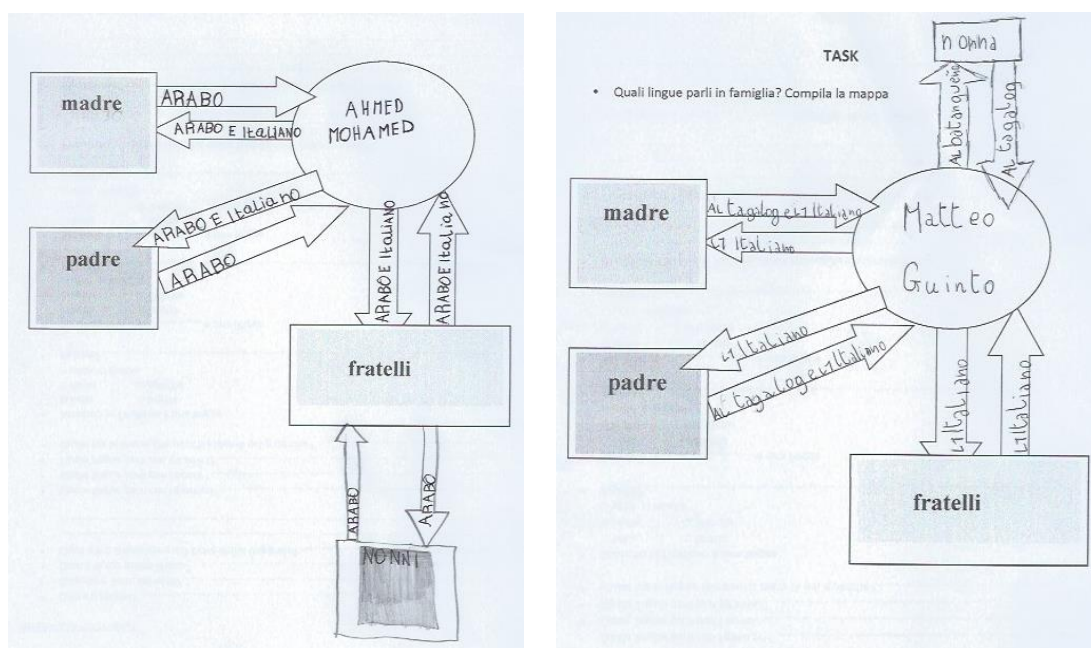 madre
ARABO
ARABO E ItaLIANO
AHMED
MOHAMED
ARABO E ItaLiano
padre
ARABO
ARABO E ItaLIANO
ARABO E ItaLiano
fratelli
ARABO
ARABO
NONNI
nonna
TASK
• Quali lingue parli in famiglia? Compila la mappa
AL batangueño
AL tagalog
madre
AL tagalog e L1 Italiano
L1 Italiano
Matteo
Guinto
L1 Italiano
padre
AL tagalog e L1 Italiano
L1 Italiano
L1 Italiano
fratelli